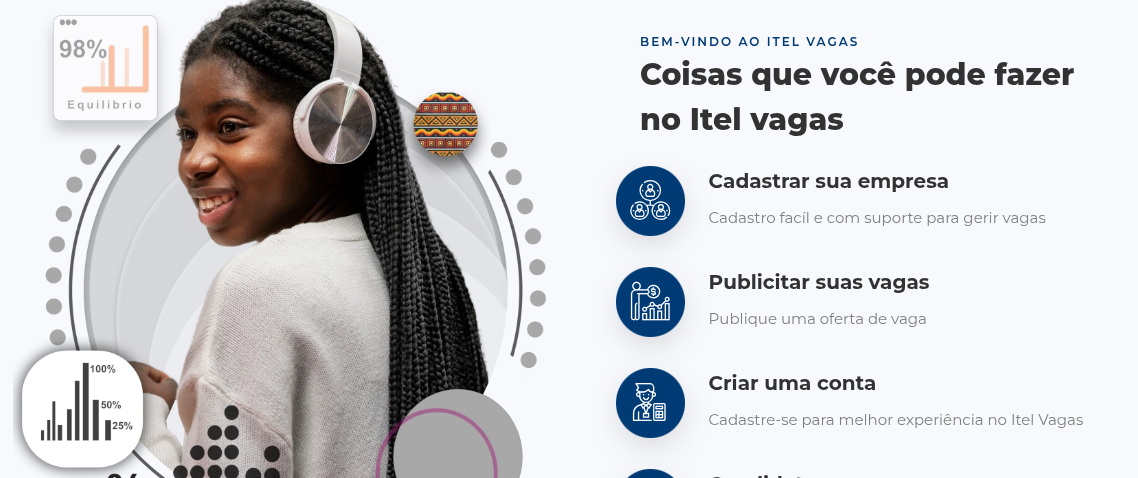 98%
Equilibrio
100%
50%
25%
BEM-VINDO AO ITEL VAGAS
Coisas que você pode fazer
no Itel vagas
Cadastrar sua empresa
Cadastro facíl e com suporte para gerir vagas
Publicitar suas vagas
Publique uma oferta de vaga
Criar uma conta
Cadastre-se para melhor experiência no Itel Vagas